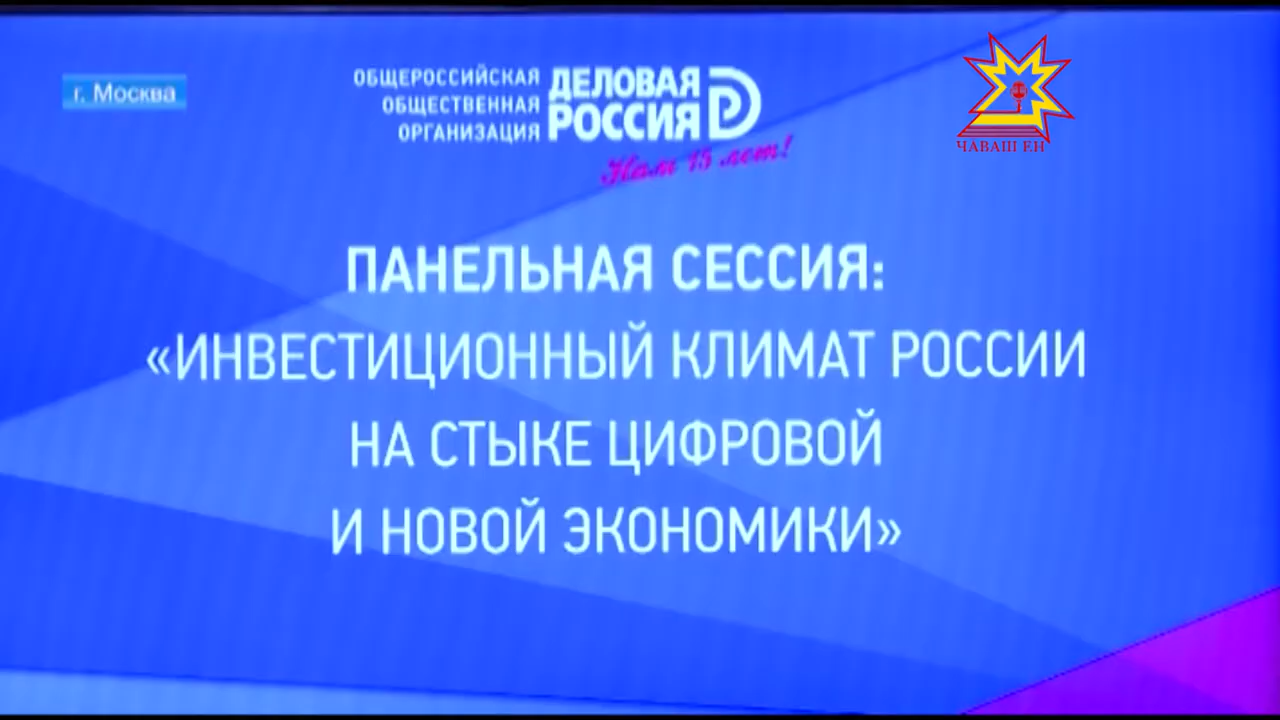 г. Москва
ОБЩЕРОССИЙСКАЯ
ОБЩЕСТВЕННАЯ
ОРГАНИЗАЦИЯ
ДЕЛОВАЯ
РОССИЯ
Нам 15 лет!
ЧĂВАШ ЕН
ПАНЕЛЬНАЯ СЕССИЯ:
«ИНВЕСТИЦИОННЫЙ КЛИМАТ РОССИИ
НА СТЫКЕ ЦИФРОВОЙ
И НОВОЙ ЭКОНОМИКИ»